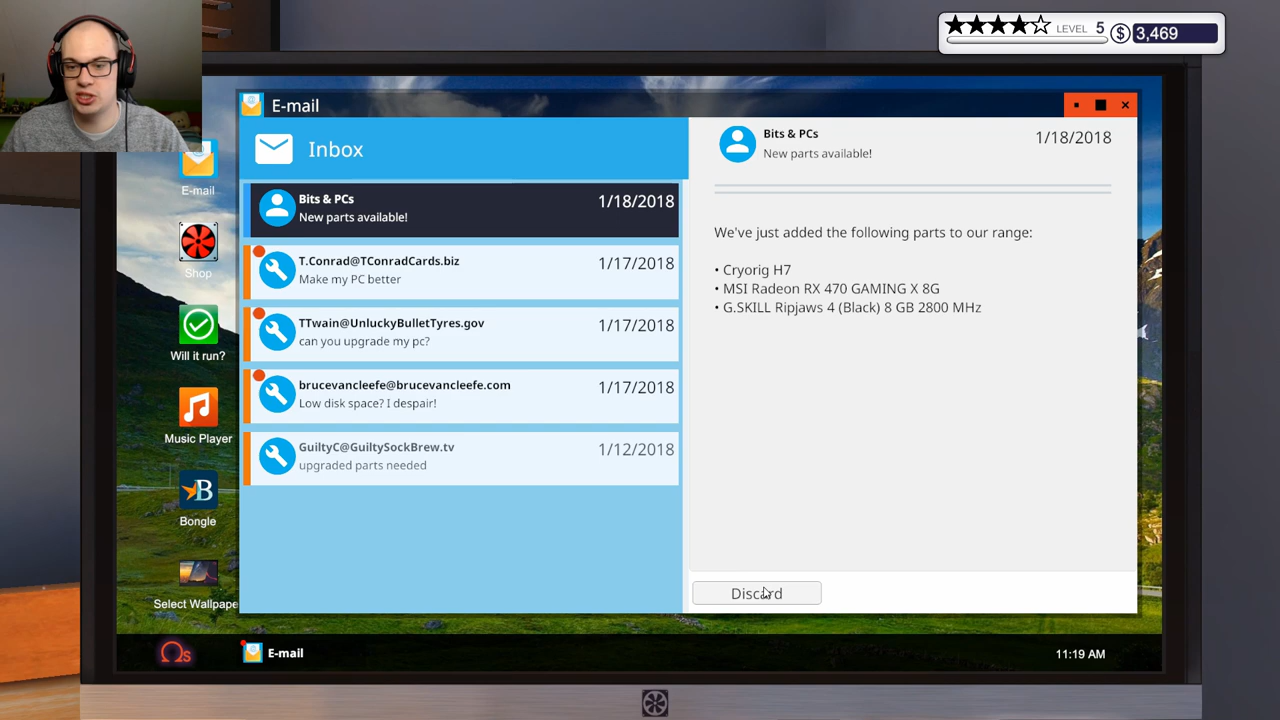 LEVEL 5 $ 3,469
E-mail
Inbox
Bits & PCs 1/18/2018
New parts available!
T.Conrad@TConradCards.biz 1/17/2018
Make my PC better
TTwain@UnluckyBulletTyres.gov 1/17/2018
can you upgrade my pc?
brucevancleefe@brucevancleefe.com 1/17/2018
Low disk space? I despair!
GuiltyC@GuiltySockBrew.tv 1/12/2018
upgraded parts needed
Bits & PCs 1/18/2018
New parts available!
We've just added the following parts to our range:
• Cryorig H7
• MSI Radeon RX 470 GAMING X 8G
• G.SKILL Ripjaws 4 (Black) 8 GB 2800 MHz
Discard
E-mail
Shop
Will it run?
Music Player
B
Bongle
Select Wallpape
Ωs E-mail 11:19 AM